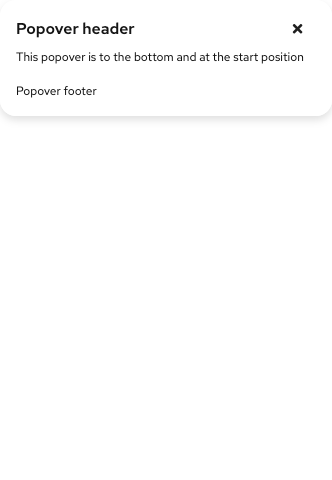 Popover header
This popover is to the bottom and at the start position
Popover footer